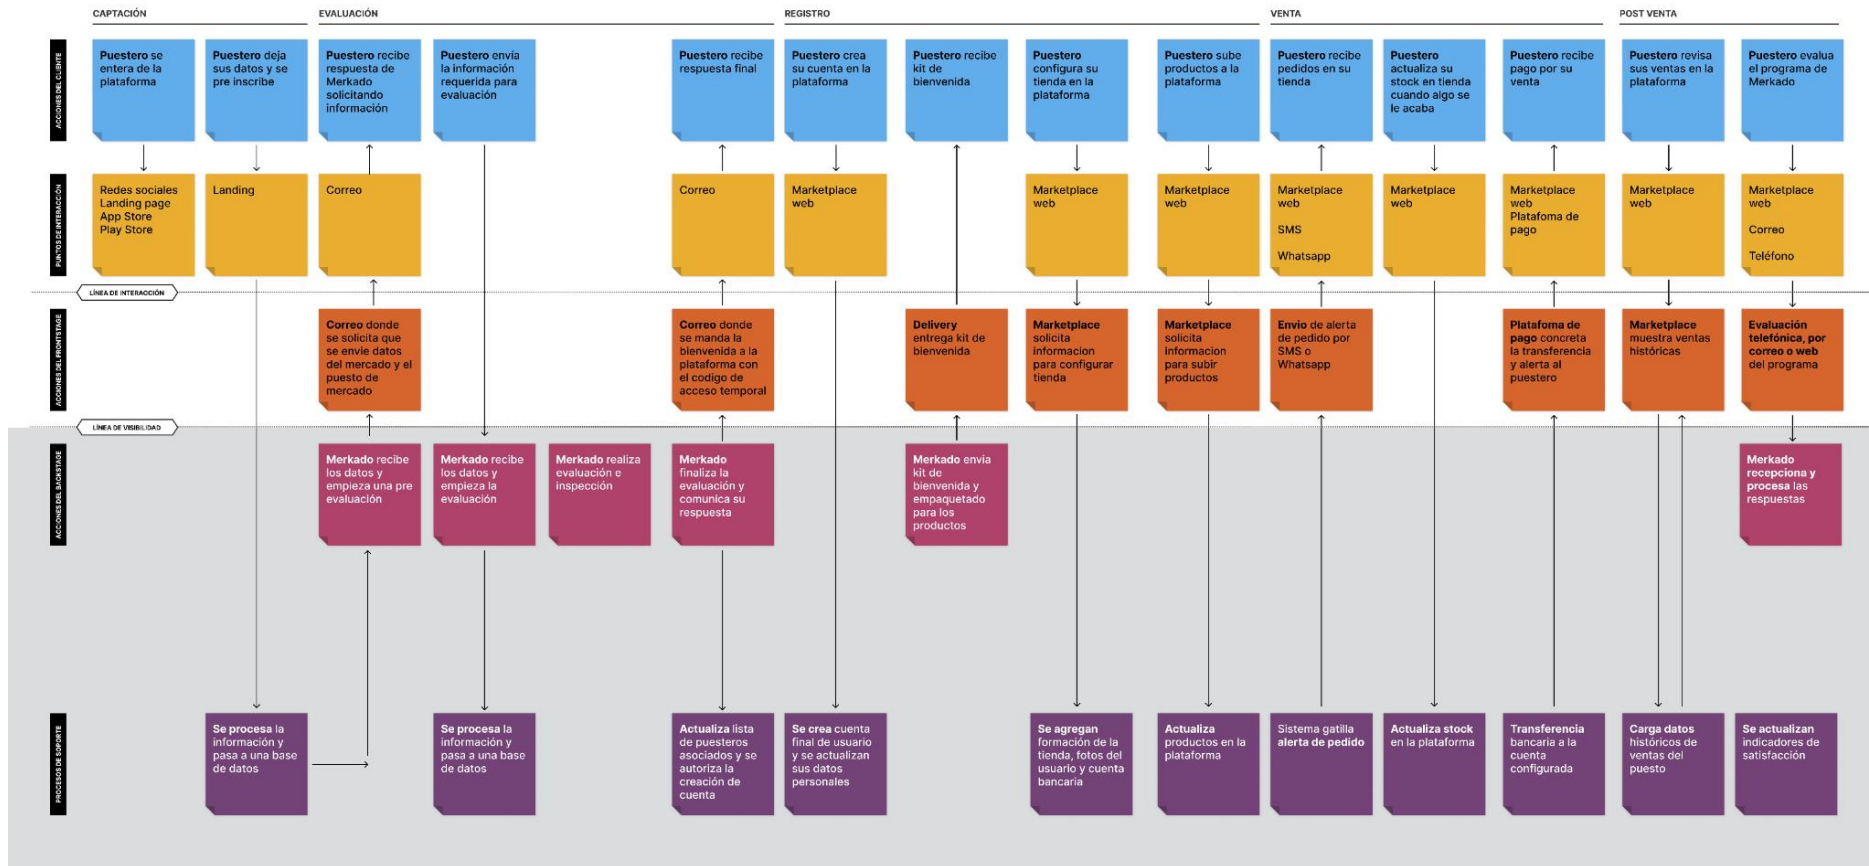 CAPTACIÓN
EVALUACIÓN
REGISTRO
VENTA
POST VENTA
ACCIONES DEL CLIENTE
Puestero se
entera de la
plataforma
Puestero deja
sus datos y se
pre inscribe
Puestero recibe
respuesta de
Merkado
solicitando
información
Puestero envía
la información
requerida para
evaluación
Puestero recibe
respuesta final
Puestero crea
su cuenta en la
plataforma
Puestero recibe
kit de
bienvenida
Puestero
configura su
tienda en la
plataforma
Puestero sube
productos a la
plataforma
Puestero recibe
pedidos en su
tienda
Puestero
actualiza su
stock en tienda
cuando algo se
le acaba
Puestero recibe
pago por su
venta
Puestero revisa
sus ventas en la
plataforma
Puestero evalua
el programa de
Merkado
PUNTOS DE INTERACCIÓN
Redes sociales
Landing page
App Store
Play Store
Landing
Correo
Correo
Marketplace
web
Marketplace
web
Marketplace
web
Marketplace
web
SMS
Whatsapp
Marketplace
web
Marketplace
web
Platafoma de
pago
Marketplace
web
Marketplace
web
Correo
Teléfono
LÍNEA DE INTERACCIÓN
ACCIONES DEL FRONTSTAGE
Correo donde
se solicita que
se envie datos
del mercado y el
puesto de
mercado
Correo donde
se manda la
bienvenida a la
plataforma con
el codigo de
acceso temporal
Delivery
entrega kit de
bienvenida
Marketplace
solicita
informacion
para configurar
tienda
Marketplace
solicita
informacion
para subir
productos
Envio de alerta
de pedido por
SMS o
Whatsapp
Platafoma de
pago concreta
la transferencia
y alerta al
puestero
Marketplace
muestra ventas
históricas
Evaluación
telefónica, por
correo o web
del programa
LÍNEA DE VISIBILIDAD
ACCIONES DEL BACKSTAGE
Merkado recibe
los datos y
empieza una pre
evaluación
Merkado recibe
los datos y
empieza la
evaluación
Merkado realiza
evaluación e
inspección
Merkado
finaliza la
evaluación y
comunica su
respuesta
Merkado envia
kit de
bienvenida y
empaquetado
para los
productos
Merkado
recepciona y
procesa las
respuestas
PROCESOS DE SOPORTE
Se procesa la
información y
pasa a una base
de datos
Se procesa la
información y
pasa a una base
de datos
Actualiza lista
de puesteros
asociados y se
autoriza la
creación de
cuenta
Se crea cuenta
final de usuario
y se actualizan
sus datos
personales
Se agregan
formación de la
tienda, fotos del
usuario y cuenta
bancaria
Actualiza
productos en la
plataforma
Sistema gatilla
alerta de pedido
Actualiza stock
en la plataforma
Transferencia
bancaria a la
cuenta
configurada
Carga datos
históricos de
ventas del
puesto
Se actualizan
indicadores de
satisfacción